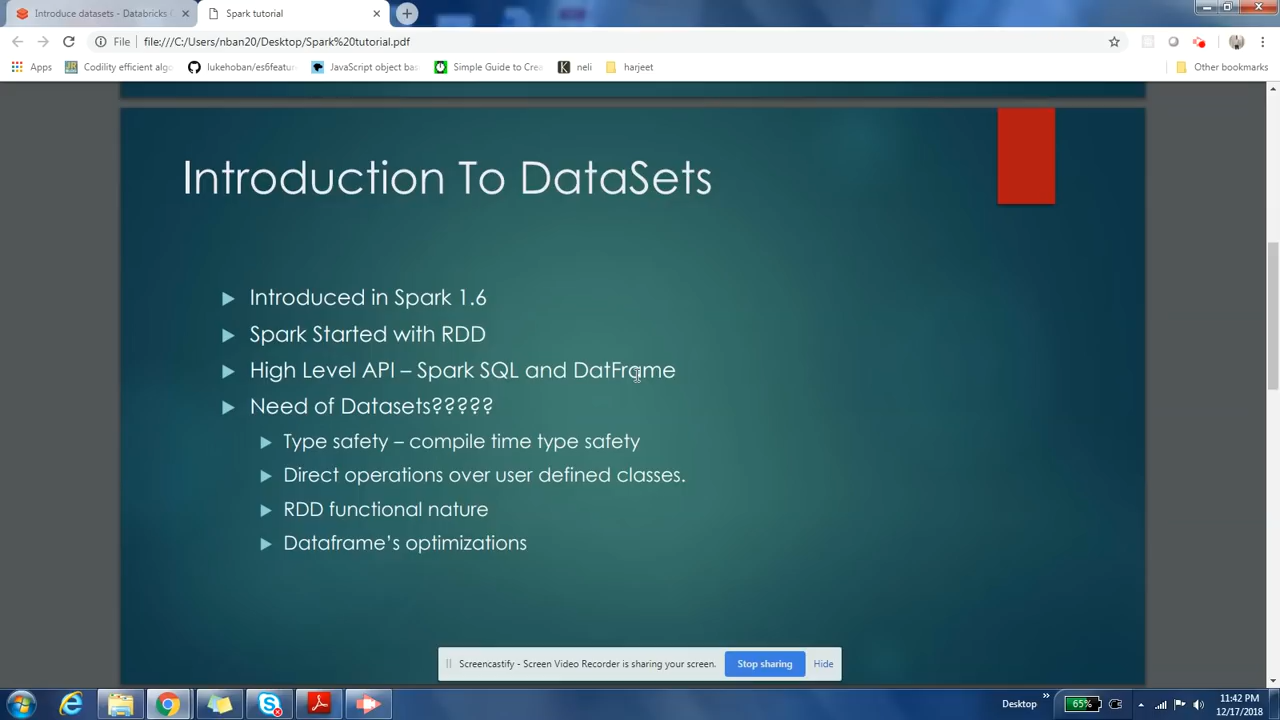 Introduce datasets - Databricks
Spark tutorial
File
file:///C:/Users/nban20/Desktop/Spark%20tutorial.pdf
Apps
Codility efficient algo
lukehoban/es6featur
JavaScript object bas
Simple Guide to Crea
neli
harjeet
Other bookmarks
Introduction To DataSets
Introduced in Spark 1.6
Spark Started with RDD
High Level API – Spark SQL and DatFrame
Need of Datasets?????
Type safety – compile time type safety
Direct operations over user defined classes.
RDD functional nature
Dataframe's optimizations
Screencastify - Screen Video Recorder is sharing your screen.
Stop sharing
Hide
Desktop
65%
11:42 PM
12/17/2018